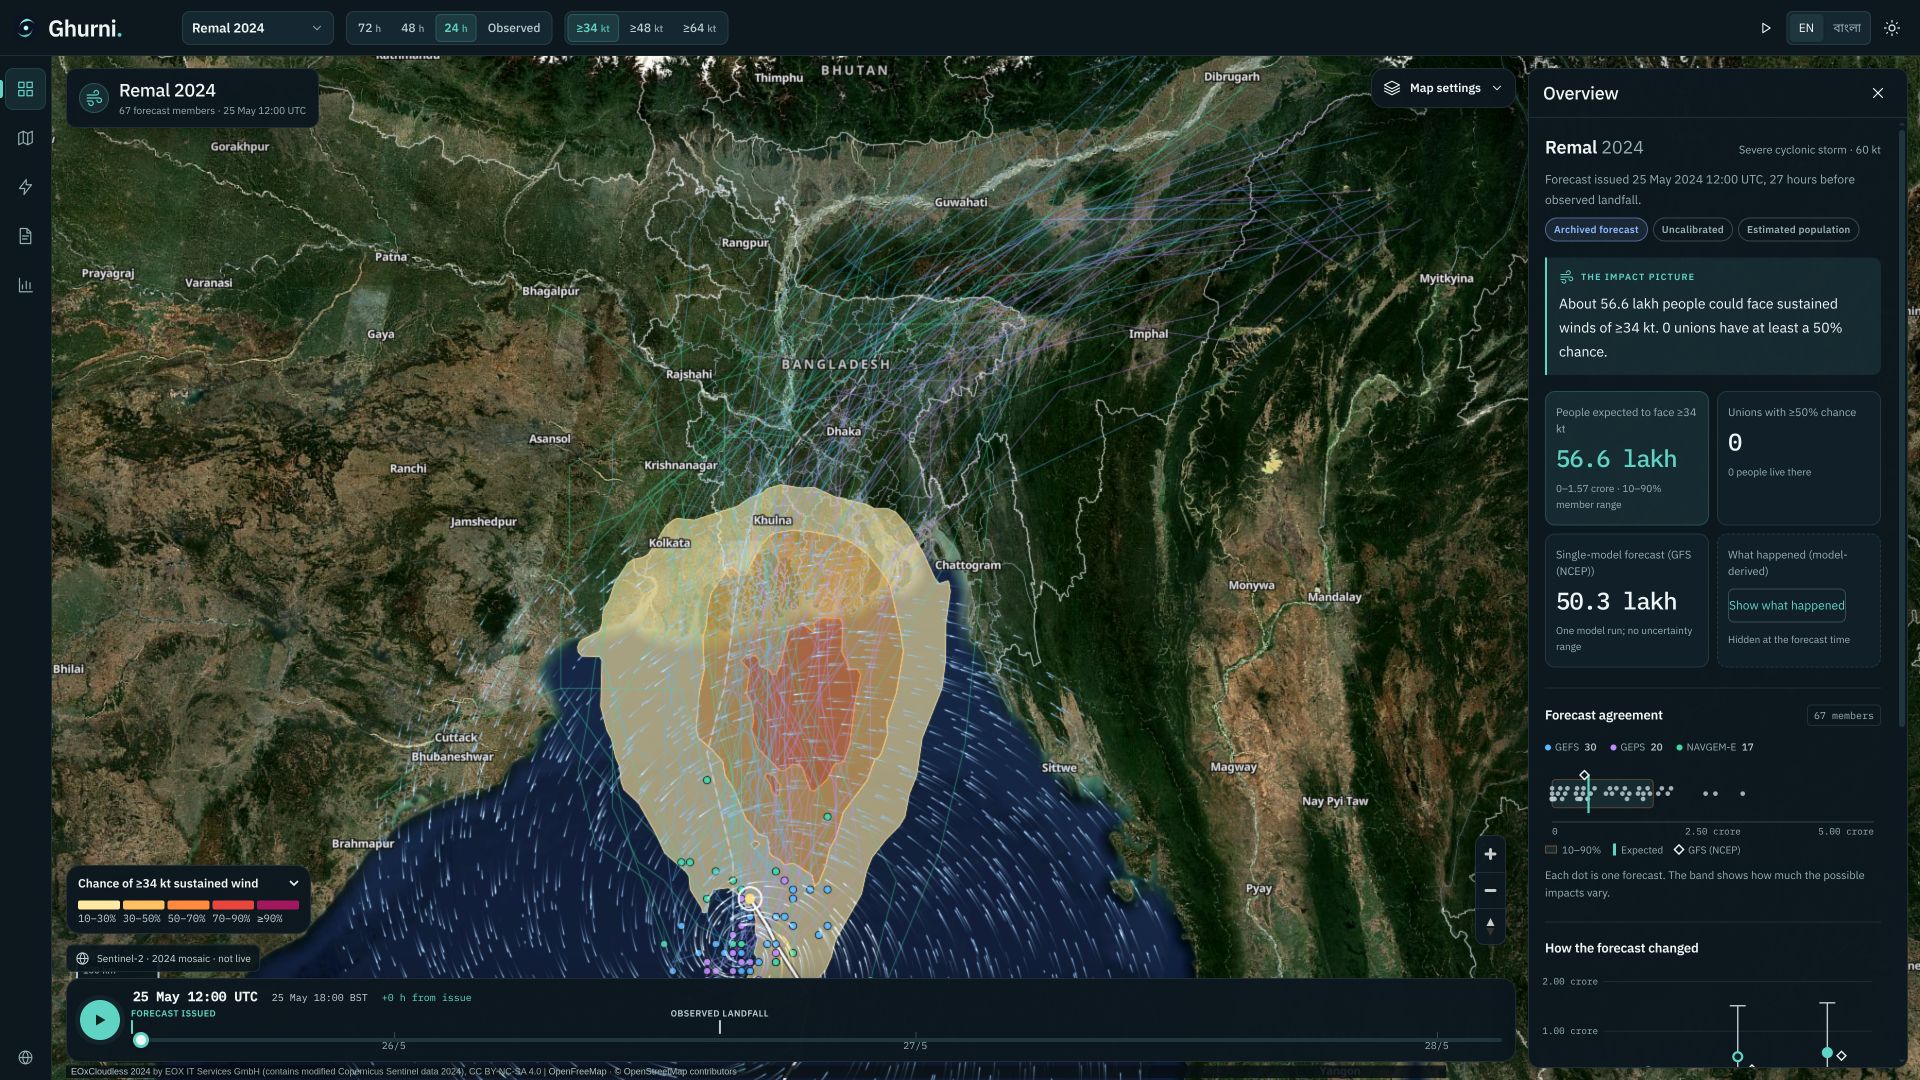 Ghurni.
Remal 2024
72 h 48 h 24 h Observed
≥34 kt ≥48 kt ≥64 kt
EN বাংলা
Remal 2024
67 forecast members · 25 May 12:00 UTC
Map settings
Kathmandu
Thimphu
BHUTAN
Dibrugarh
Gorakhpur
Guwahati
Rangpur
Patna
Prayagraj
Varanasi
Bhagalpur
Myitkyina
Gaya
Imphal
BANGLADESH
Rajshahi
Dhaka
Asansol
Krishnanagar
Ranchi
Jamshedpur
Khulna
Kolkata
Chattogram
Monywa
Mandalay
Bhilai
Cuttack
Bhubaneshwar
Sittwe
Magway
Nay Pyi Taw
Brahmapur
Pyay
Yangon
Chance of ≥34 kt sustained wind
10–30% 30–50% 50–70% 70–90% ≥90%
Sentinel-2 · 2024 mosaic · not live
25 May 12:00 UTC 25 May 18:00 BST +0 h from issue
FORECAST ISSUED
OBSERVED LANDFALL
26/5 27/5 28/5
EOxCloudless 2024 by EOX IT Services GmbH (contains modified Copernicus Sentinel data 2024), CC BY-NC-SA 4.0 | OpenFreeMap · © OpenStreetMap contributors
Overview
Remal 2024
Severe cyclonic storm · 60 kt
Forecast issued 25 May 2024 12:00 UTC, 27 hours before
observed landfall.
Archived forecast Uncalibrated Estimated population
THE IMPACT PICTURE
About 56.6 lakh people could face sustained
winds of ≥34 kt. 0 unions have at least a 50%
chance.
People expected to face ≥34
kt
56.6 lakh
0–1.57 crore · 10–90%
member range
Unions with ≥50% chance
0
0 people live there
Single-model forecast (GFS
(NCEP))
50.3 lakh
One model run; no uncertainty
range
What happened (model-
derived)
Show what happened
Hidden at the forecast time
Forecast agreement
67 members
GEFS 30 GEPS 20 NAVGEM-E 17
0 2.50 crore 5.00 crore
10–90% Expected GFS (NCEP)
Each dot is one forecast. The band shows how much the possible
impacts vary.
How the forecast changed
2.00 crore
1.00 crore